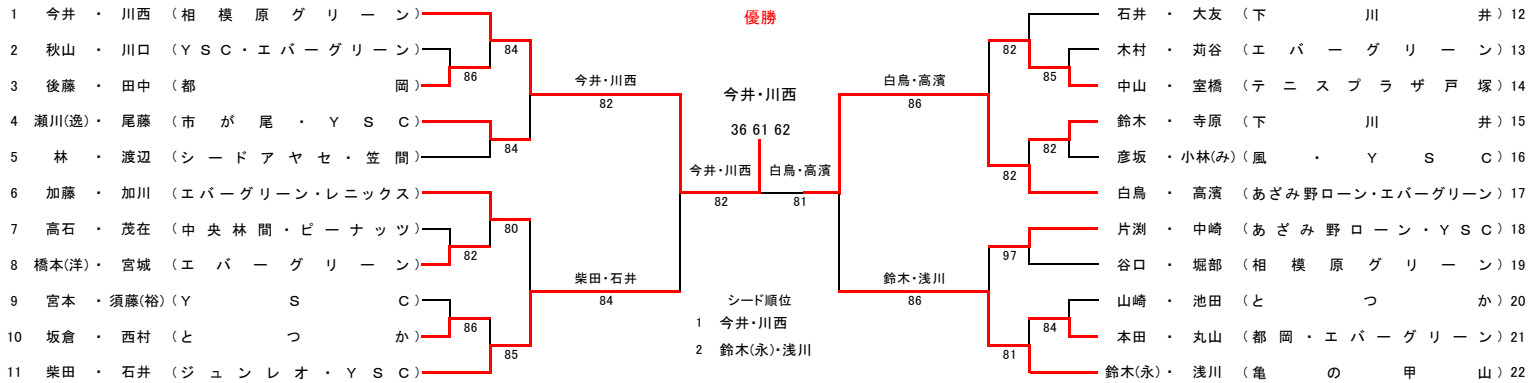 優勝
1 今井 ・ 川西 (相模原グリーン)
2 秋山 ・ 川口 (YSC・エバーグリーン)
3 後藤 ・ 田中 (都岡)
4 瀬川(逸)・ 尾藤 (市が尾・YSC)
5 林 ・ 渡辺 (シードアヤセ・笠間)
6 加藤 ・ 加川 (エバーグリーン・レニックス)
7 高石 ・ 茂在 (中央林間・ピーナッツ)
8 橋本(洋)・ 宮城 (エバーグリーン)
9 宮本 ・ 須藤(裕) (YSC)
10 坂倉 ・ 西村 (とつか)
11 柴田 ・ 石井 (ジュンレオ・YSC)
86
84
84
82
80
86
85
今井・川西
82
柴田・石井
84
今井・川西
82
今井・川西
36 61 62
白鳥・高濱
81
シード順位
1 今井・川西
2 鈴木(永)・浅川
白鳥・高濱
86
鈴木・浅川
86
82
85
82
82
97
84
81
石井 ・ 大友 (下川井) 12
木村 ・ 苅谷 (エバーグリーン) 13
中山 ・ 室橋 (テニスプラザ戸塚) 14
鈴木 ・ 寺原 (下川井) 15
彦坂 ・ 小林(み) (風・YSC) 16
白鳥 ・ 高濱 (あざみ野ローン・エバーグリーン) 17
片渕 ・ 中崎 (あざみ野ローン・YSC) 18
谷口 ・ 堀部 (相模原グリーン) 19
山崎 ・ 池田 (とつか) 20
本田 ・ 丸山 (都岡・エバーグリーン) 21
鈴木(永)・ 浅川 (亀の甲山) 22